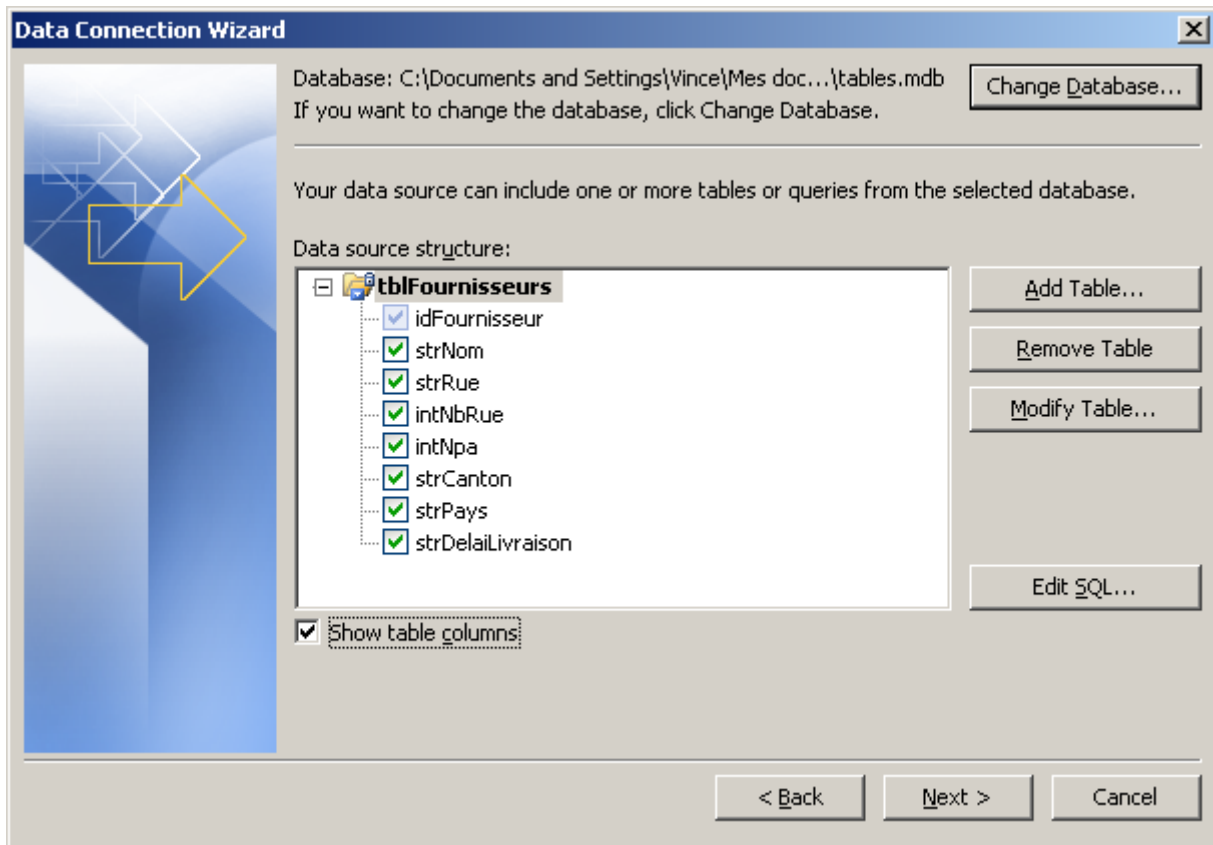 Data Connection Wizard
Database: C:\Documents and Settings\Vince\Mes doc...\tables.mdb
Change Database...
If you want to change the database, click Change Database.
Your data source can include one or more tables or queries from the selected database.
Data source structure:
tblFournisseurs
Add Table...
idFournisseur
strNom
Remove Table
strRue
intNbRue
Modify Table...
intNpa
strCanton
strPays
strDelaiLivraison
Edit SQL...
Show table columns
< Back
Next >
Cancel